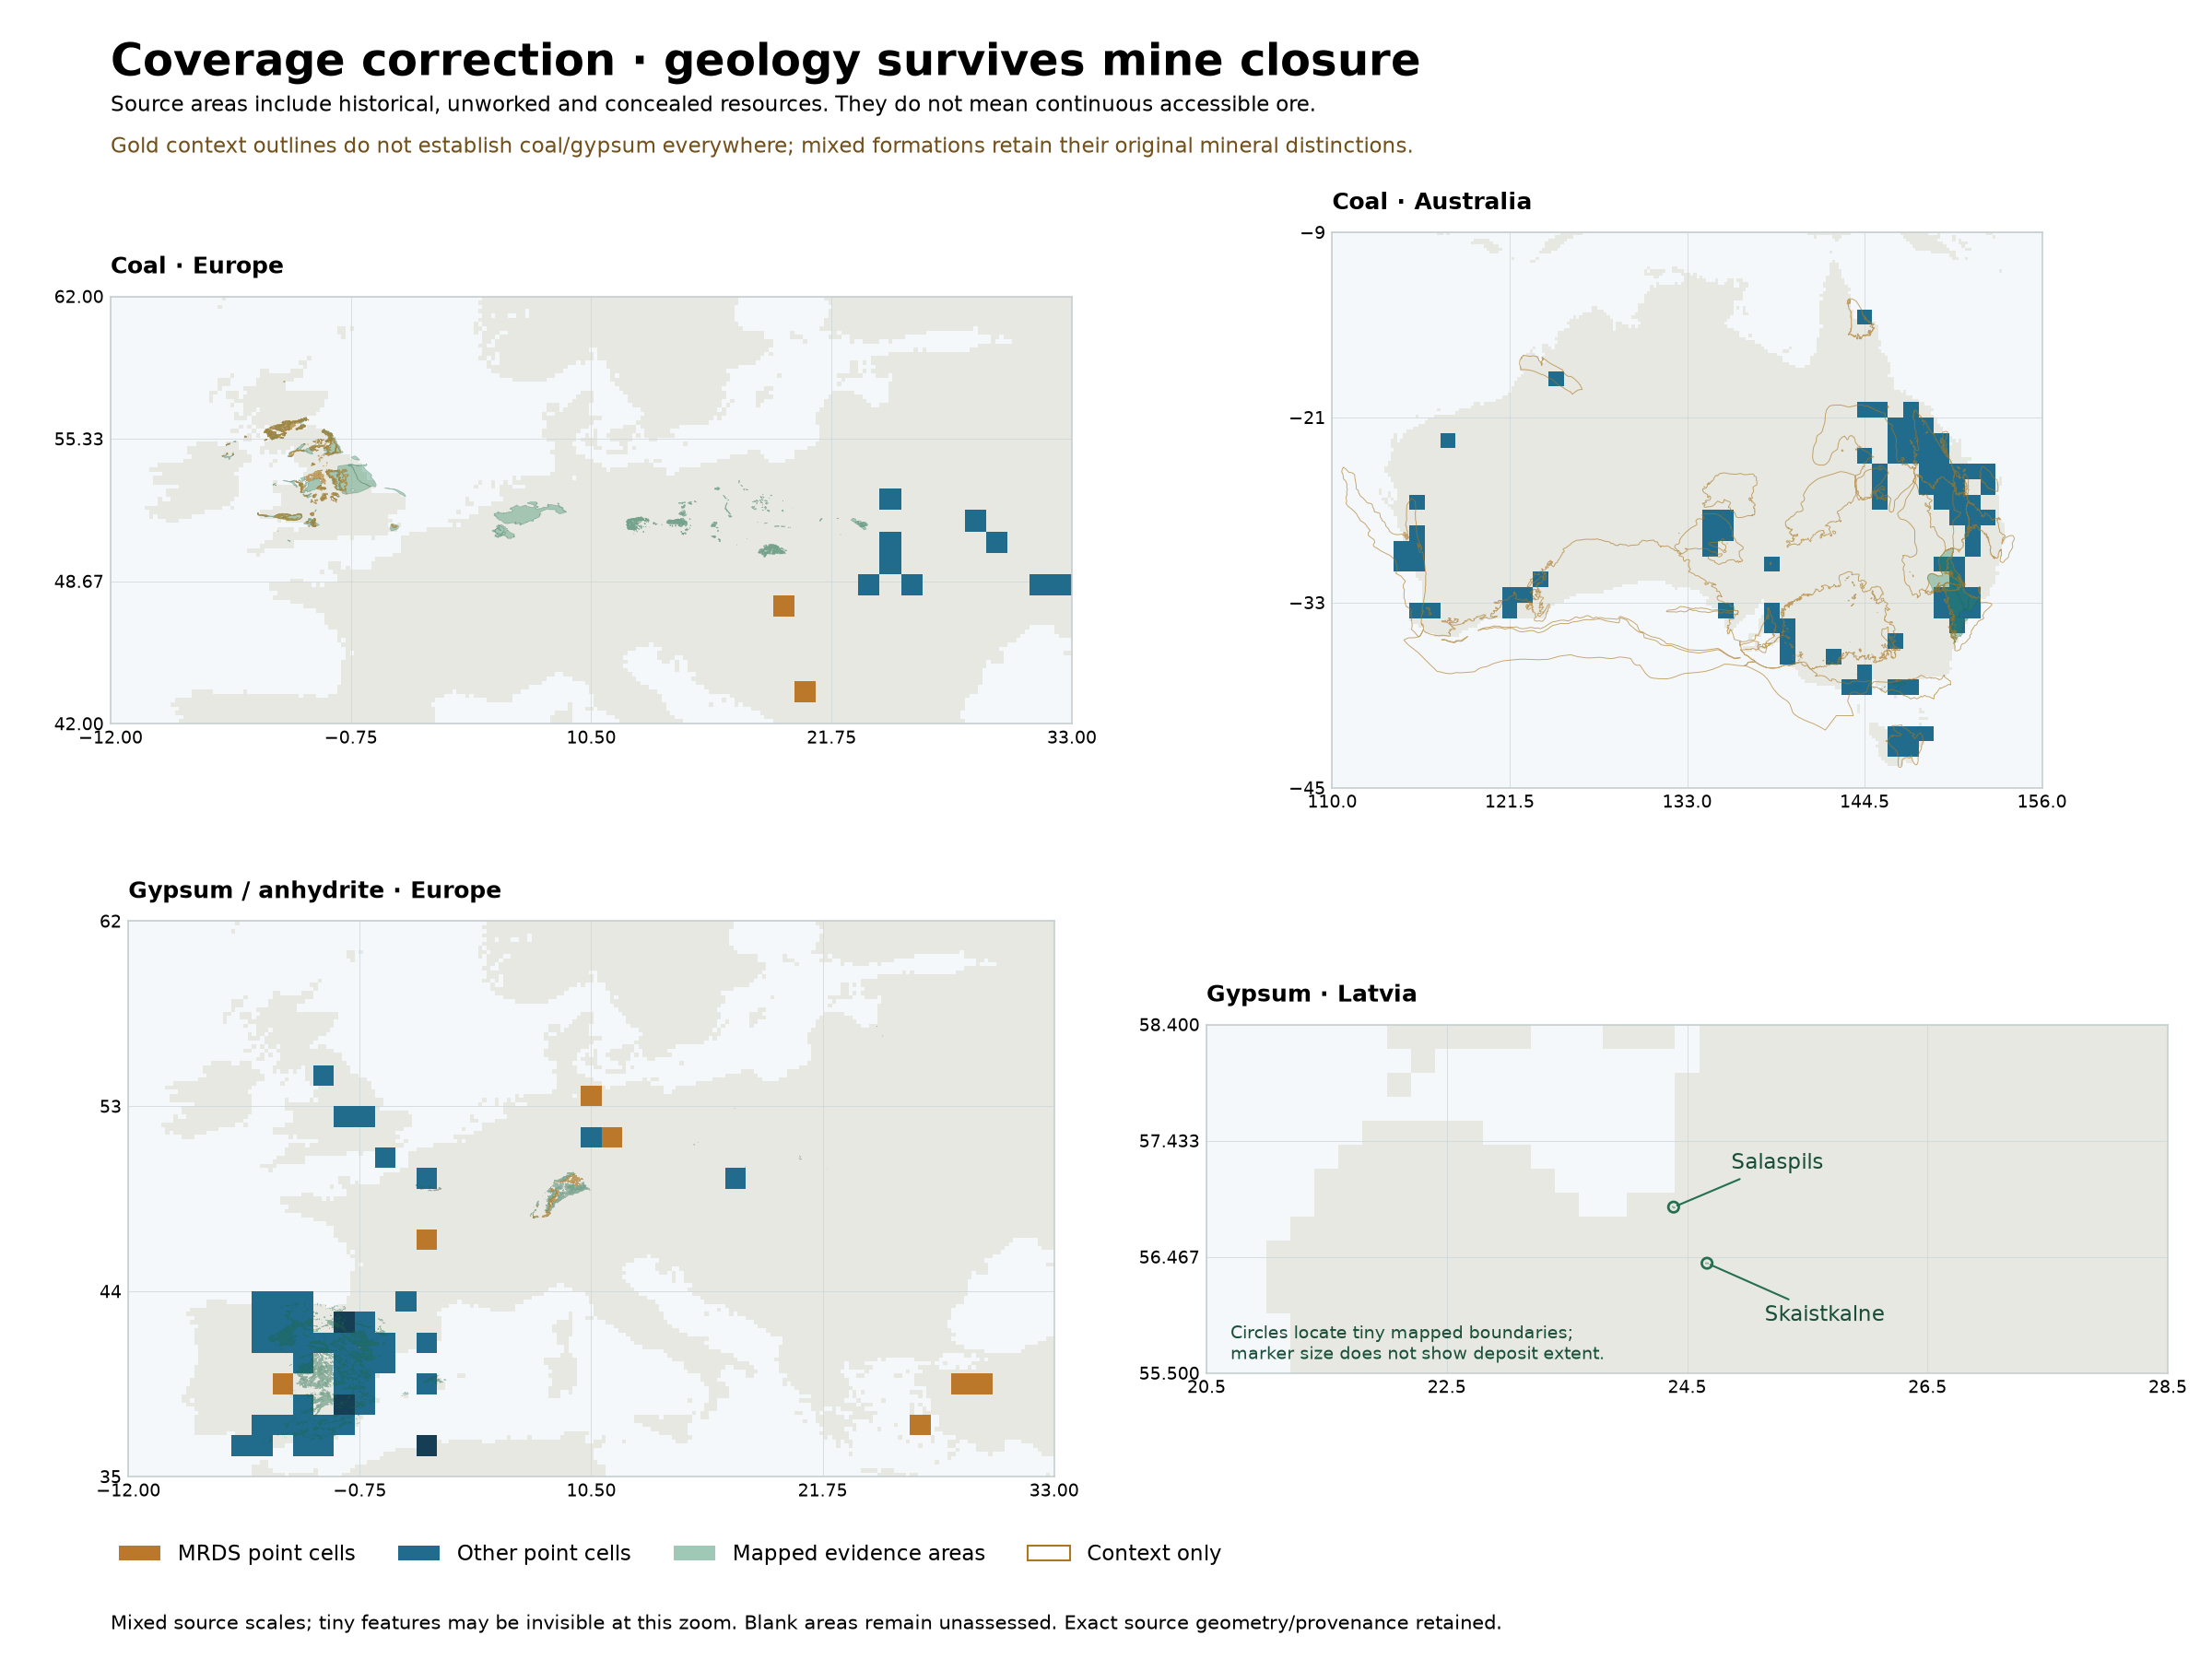 Coverage correction · geology survives mine closure
Source areas include historical, unworked and concealed resources. They do not mean continuous accessible ore.
Gold context outlines do not establish coal/gypsum everywhere; mixed formations retain their original mineral distinctions.
Coal · Europe
62.00
55.33
48.67
42.00
−12.00
−0.75
10.50
21.75
33.00
Coal · Australia
−9
−21
−33
−45
110.0
121.5
133.0
144.5
156.0
Gypsum / anhydrite · Europe
62
53
44
35
−12.00
−0.75
10.50
21.75
33.00
Gypsum · Latvia
58.400
57.433
56.467
55.500
Salaspils
Skaistkalne
Circles locate tiny mapped boundaries;
marker size does not show deposit extent.
20.5
22.5
24.5
26.5
28.5
MRDS point cells
Other point cells
Mapped evidence areas
Context only
Mixed source scales; tiny features may be invisible at this zoom. Blank areas remain unassessed. Exact source geometry/provenance retained.